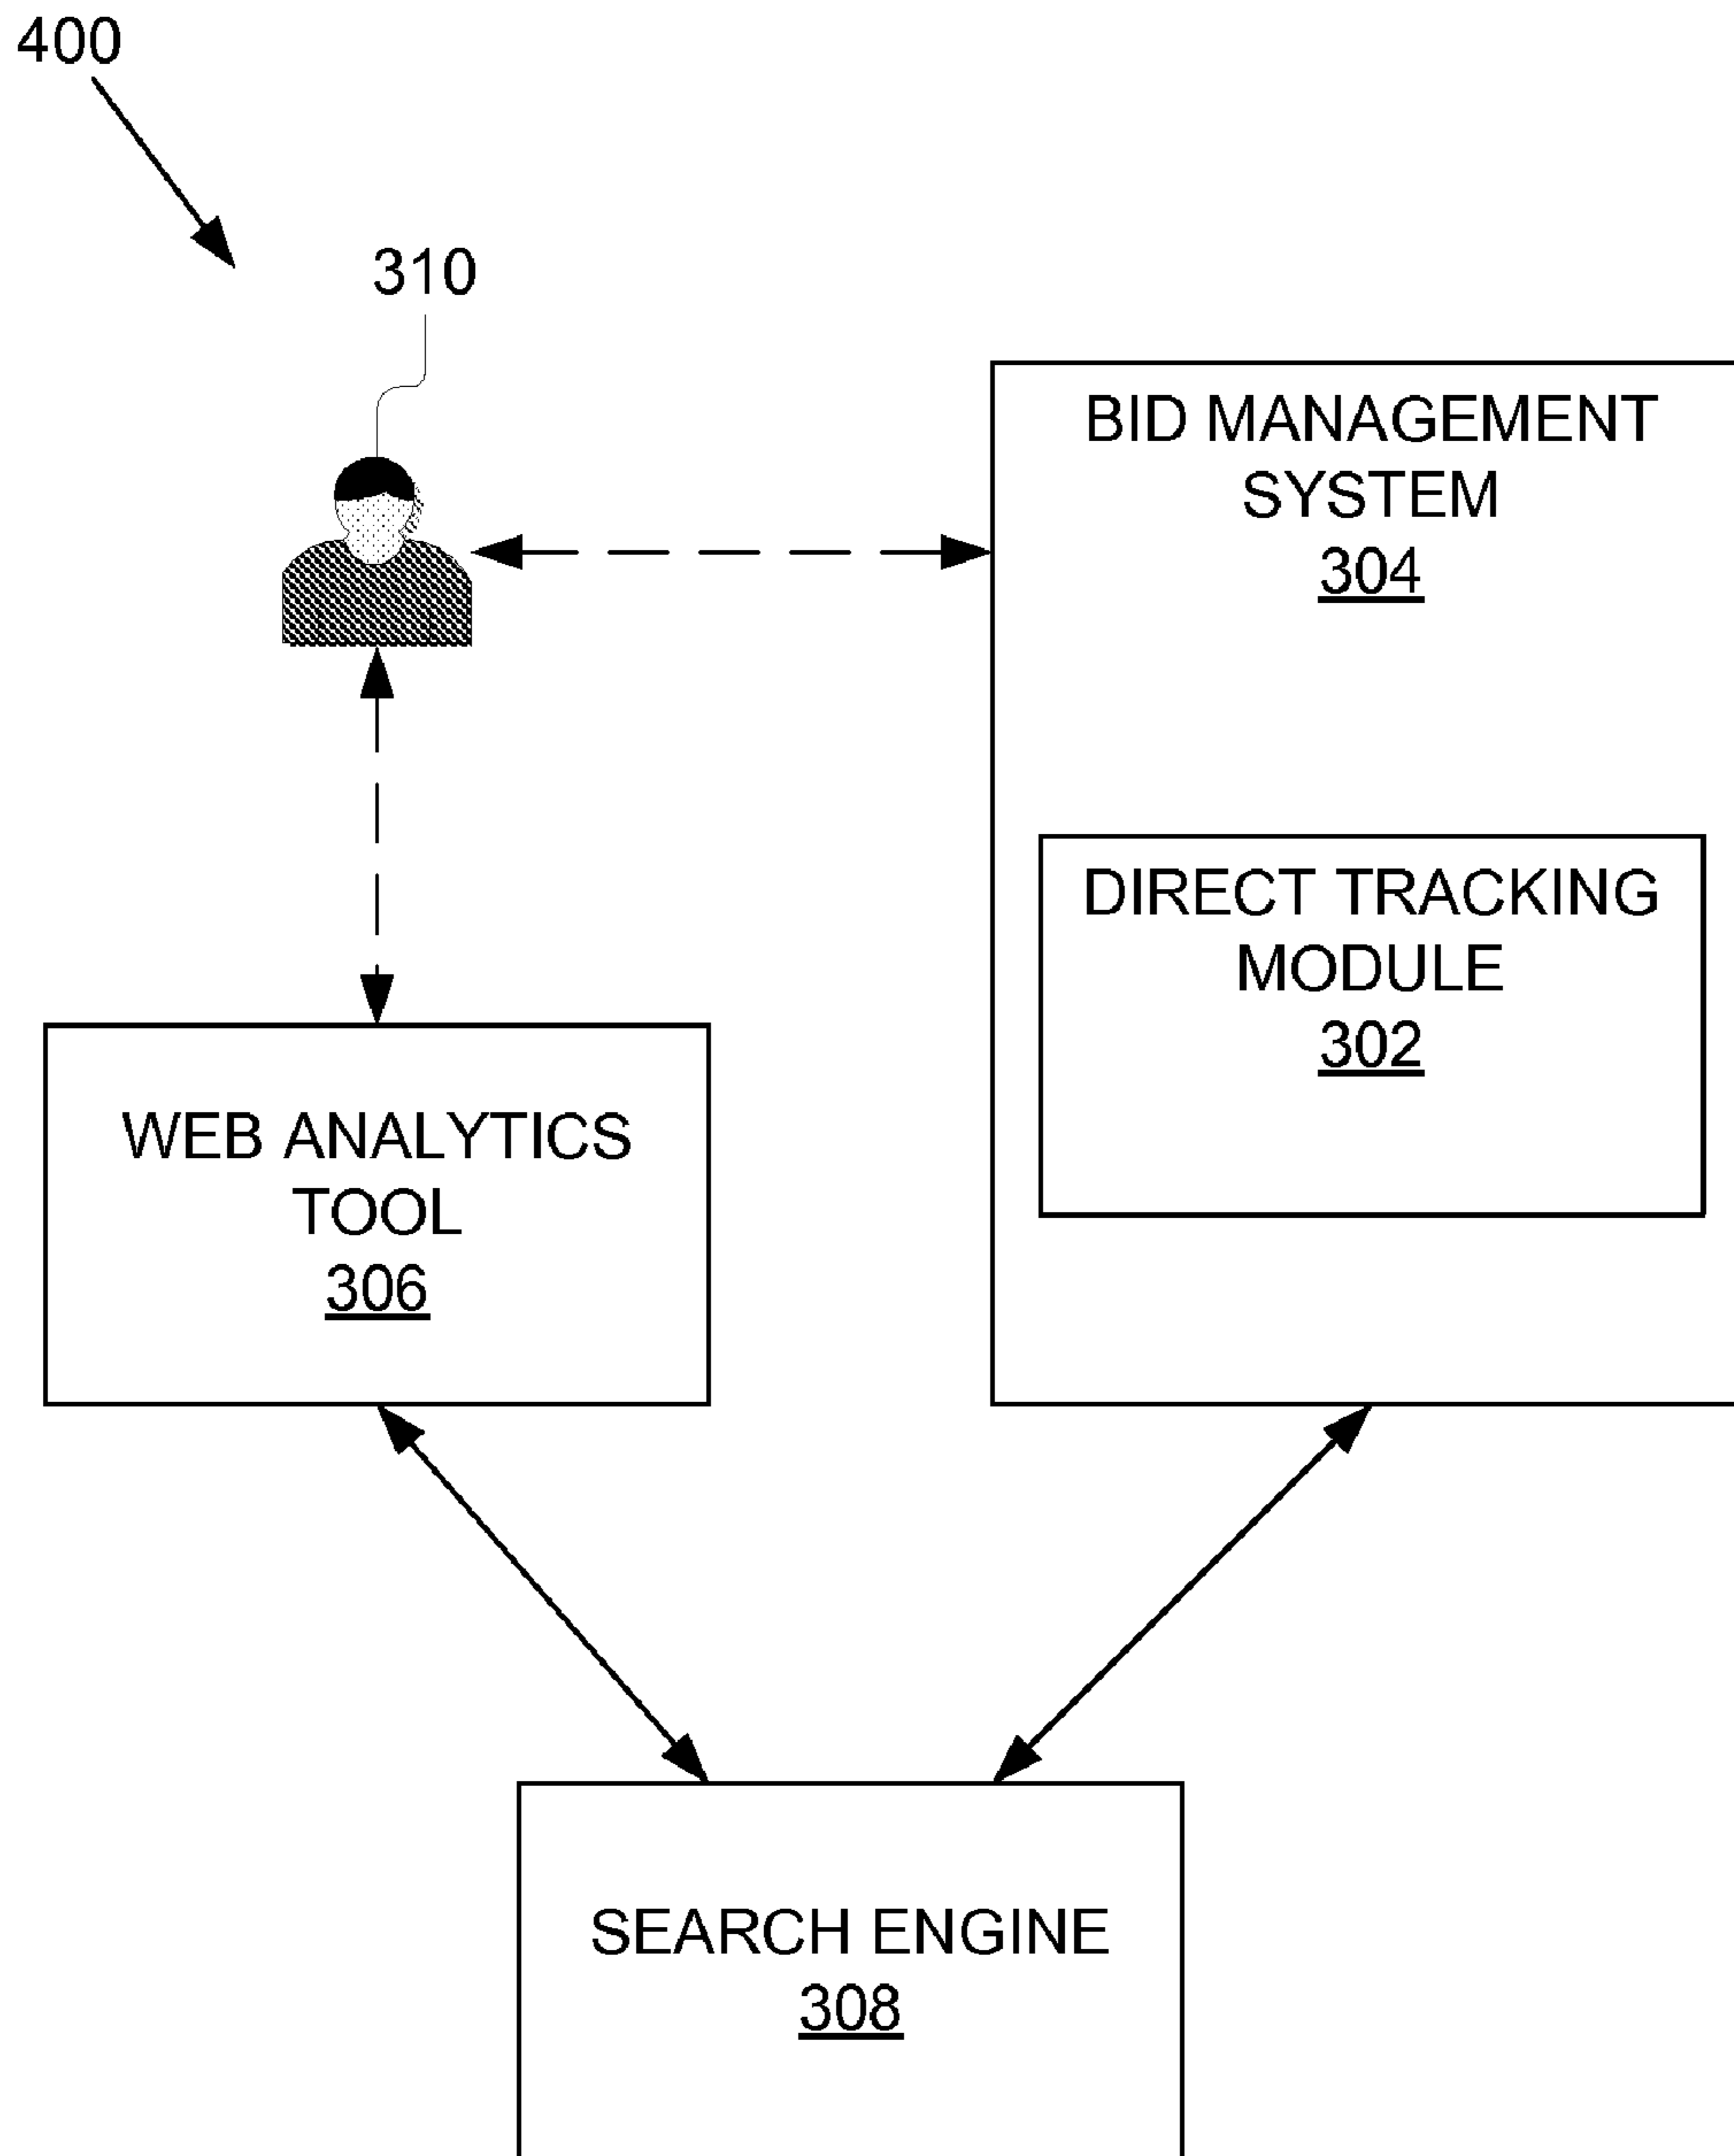 400
310
BID MANAGEMENT
SYSTEM
304
DIRECT TRACKING
MODULE
302
WEB ANALYTICS
TOOL
306
SEARCH ENGINE
308